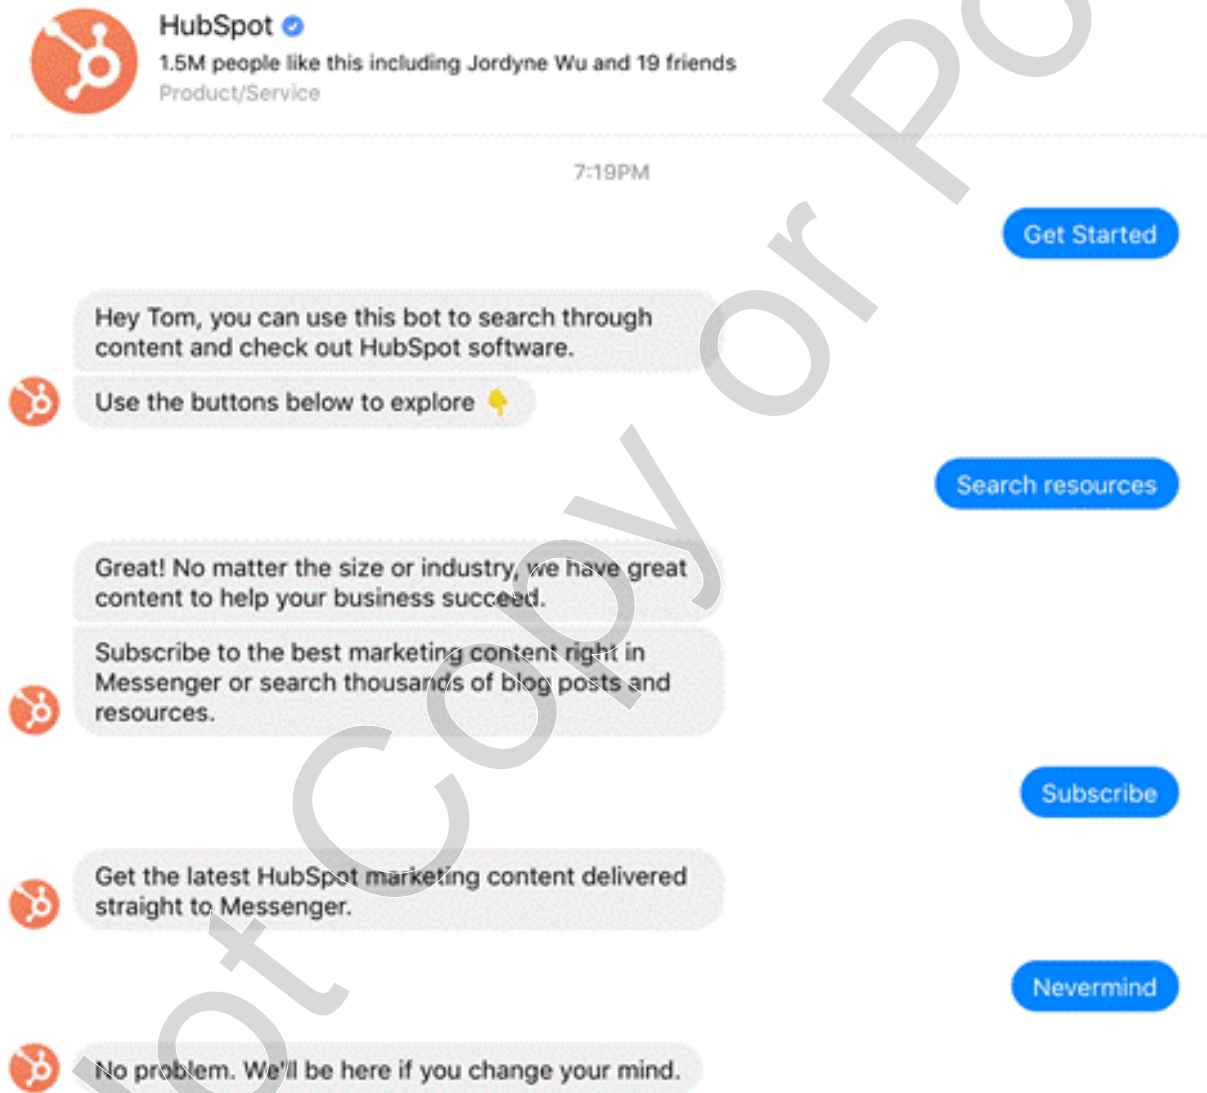 HubSpot
1.5M people like this including Jordyne Wu and 19 friends
Product/Service
7:19PM
Get Started
Hey Tom, you can use this bot to search through
content and check out HubSpot software.
Use the buttons below to explore 👇
Search resources
Great! No matter the size or industry, we have great
content to help your business succeed.
Subscribe to the best marketing content right in
Messenger or search thousands of blog posts and
resources.
Subscribe
Get the latest HubSpot marketing content delivered
straight to Messenger.
Nevermind
No problem. We'll be here if you change your mind.
ot Copy or Po